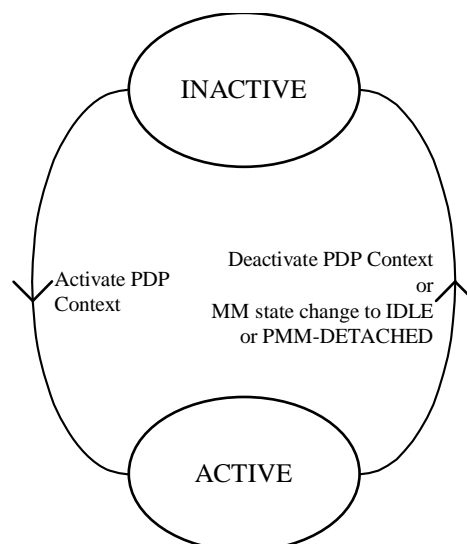 INACTIVE
Activate PDP
Context
Deactivate PDP Context
or
MM state change to IDLE
or PMM-DETACHED
ACTIVE